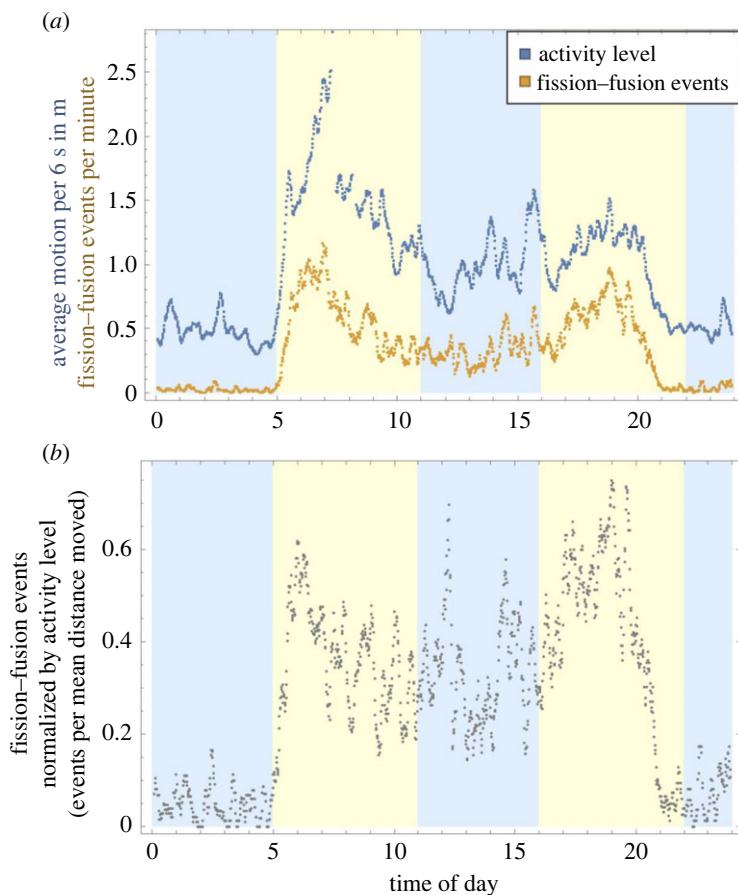 (a)
activity level
fission–fusion events
average motion per 6 s in m
fission–fusion events per minute
2.5
2.0
1.5
1.0
0.5
0
0 5 10 15 20
(b)
fission–fusion events
normalized by activity level
(events per mean distance moved)
0.6
0.4
0.2
0
0 5 10 15 20
time of day